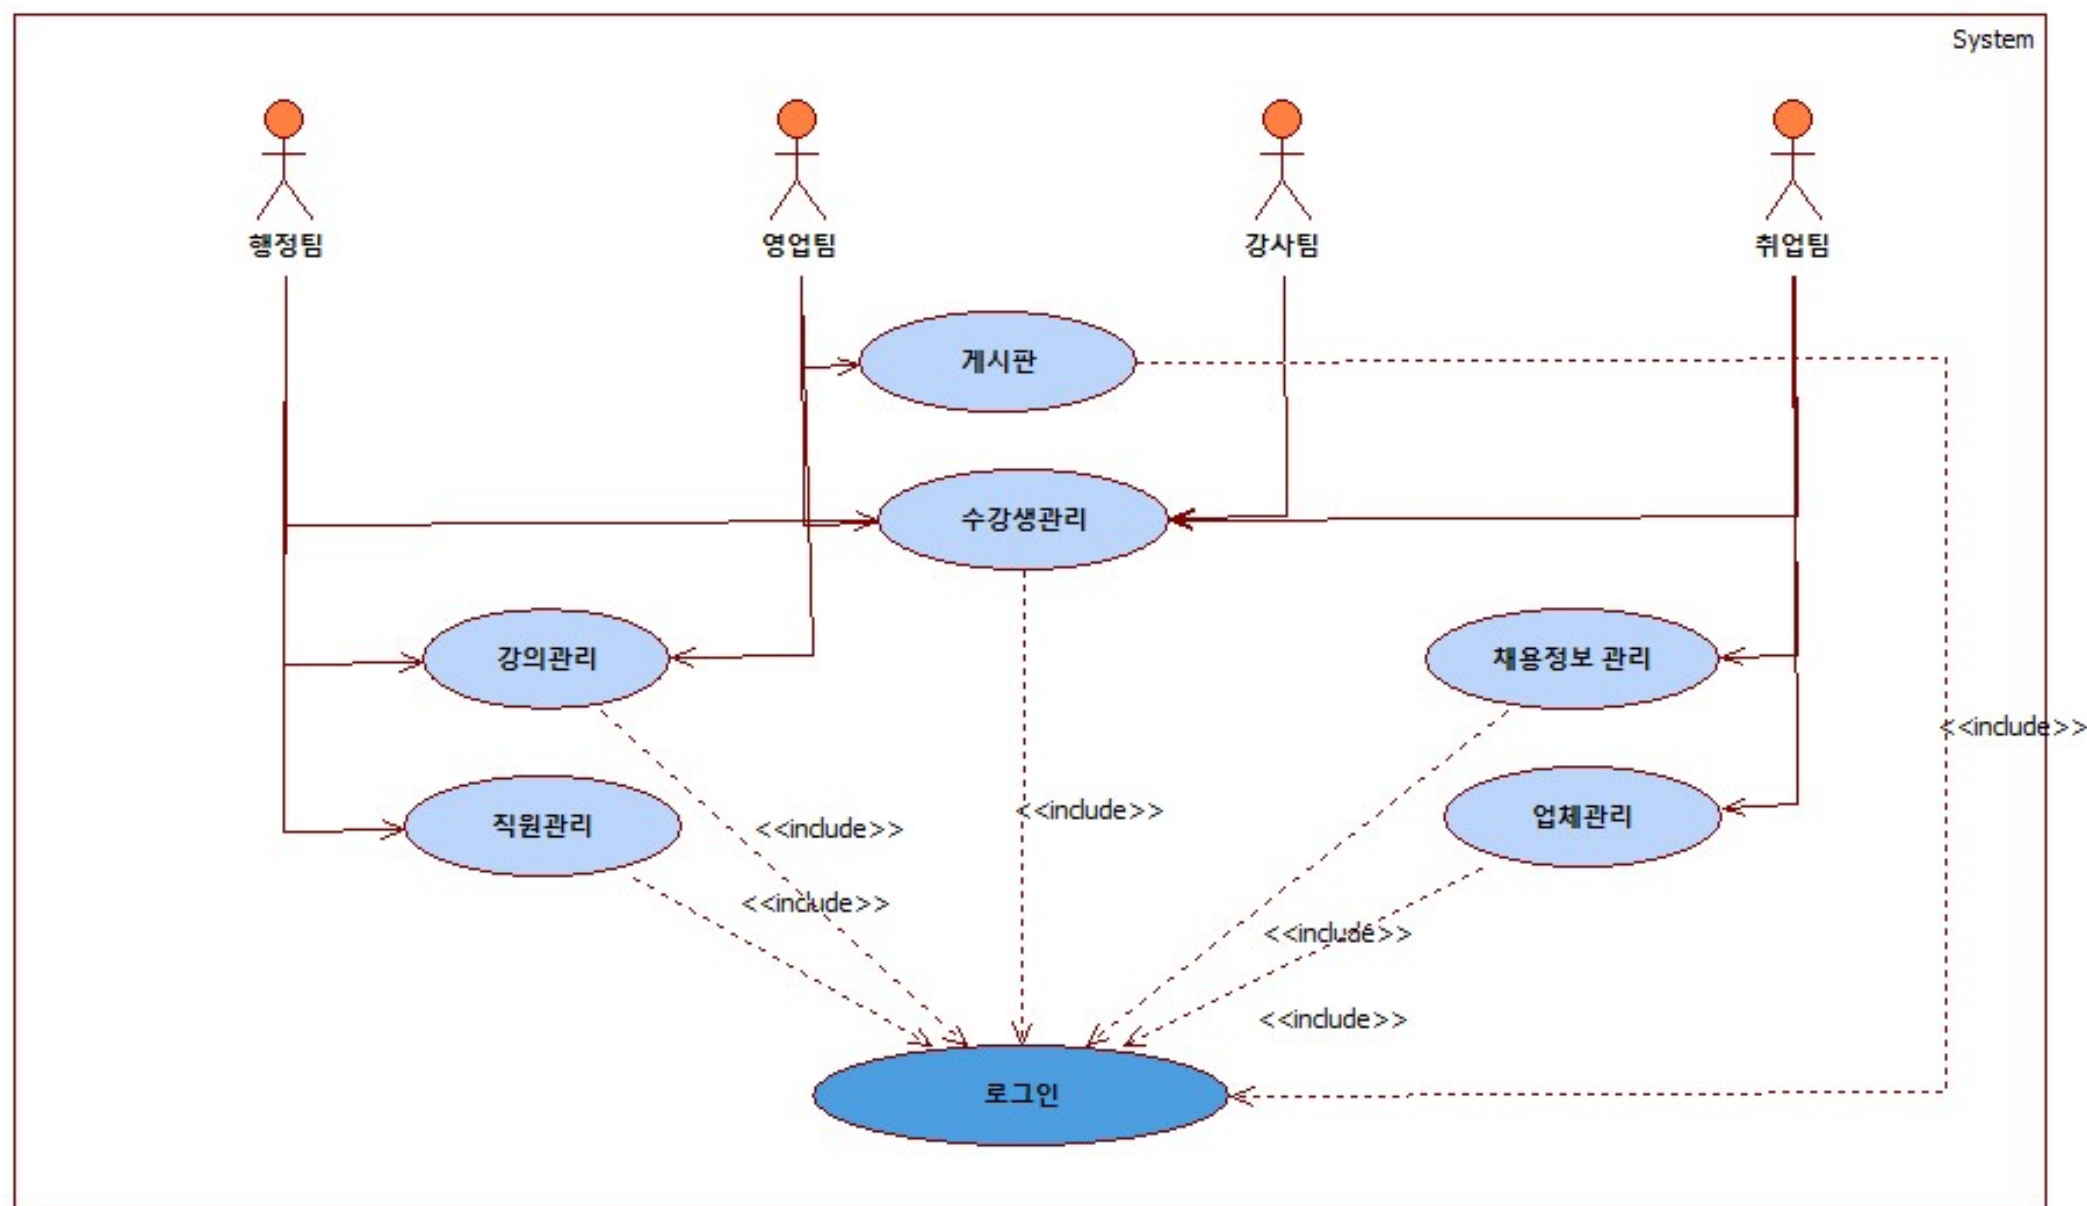 System
행정팀
영업팀
강사팀
취업팀
게시판
수강생관리
강의관리
채용정보 관리
<<include>>
직원관리
<<include>>
<<include>>
업체관리
<<include>>
<<include>>
<<include>>
로그인